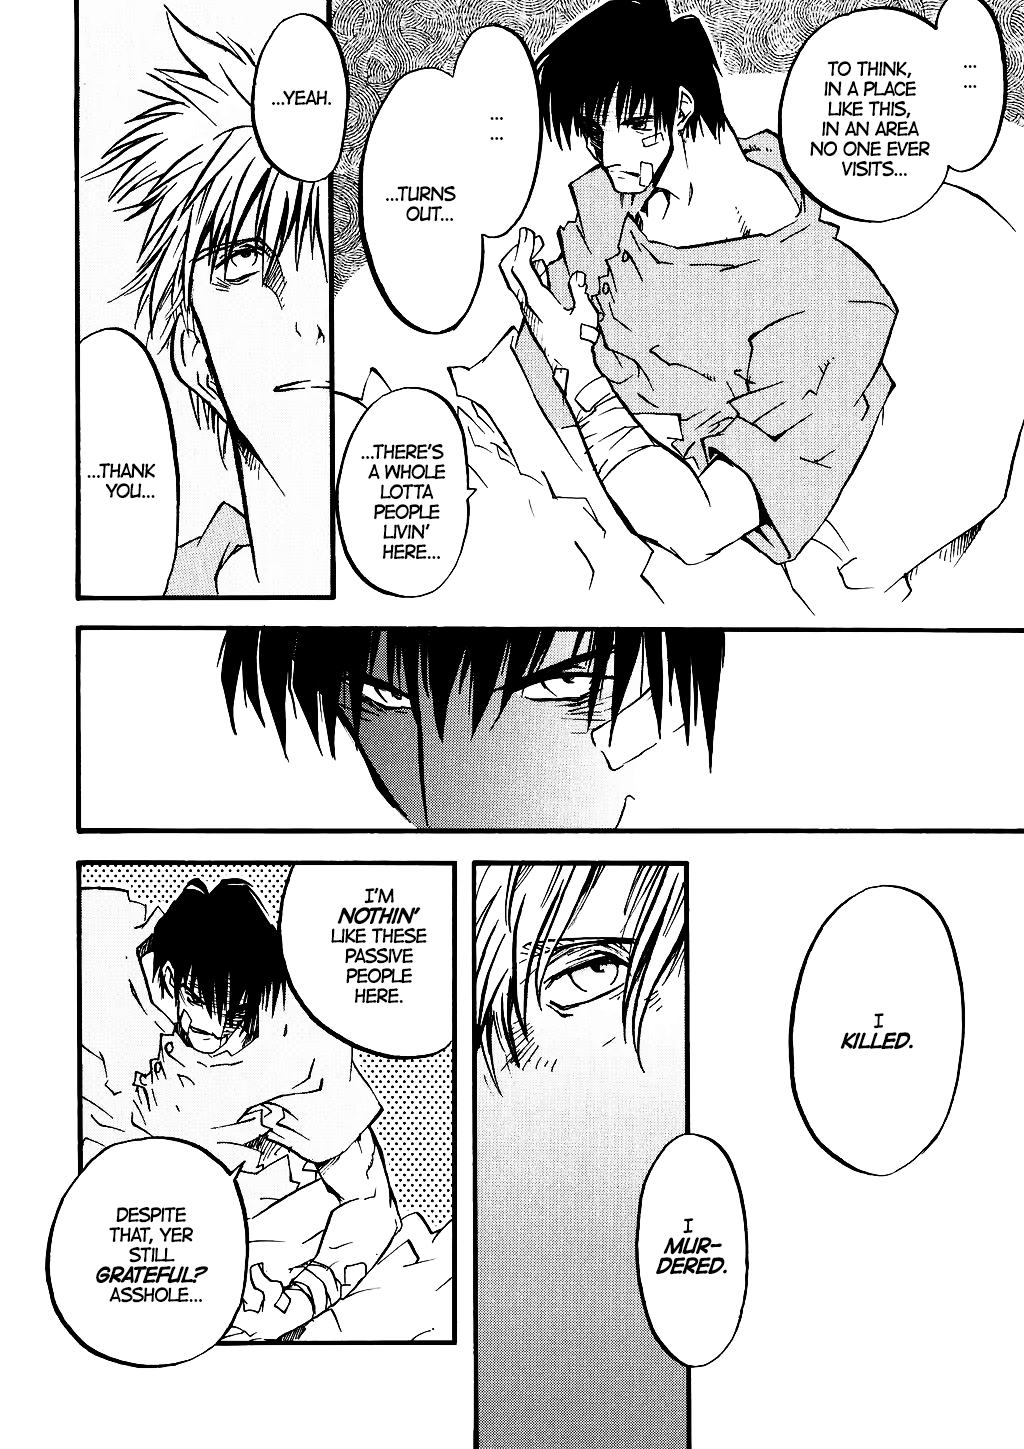 ...
...
TO THINK,
IN A PLACE
LIKE THIS,
IN AN AREA
NO ONE EVER
VISITS...
...
...
...TURNS
OUT...
...THERE'S
A WHOLE
LOTTA
PEOPLE
LIVIN'
HERE...
...YEAH.
...THANK
YOU...
I
KILLED.
I
MUR-
DERED.
I'M
NOTHIN'
LIKE THESE
PASSIVE
PEOPLE
HERE.
DESPITE
THAT, YER
STILL
GRATEFUL?
ASSHOLE...